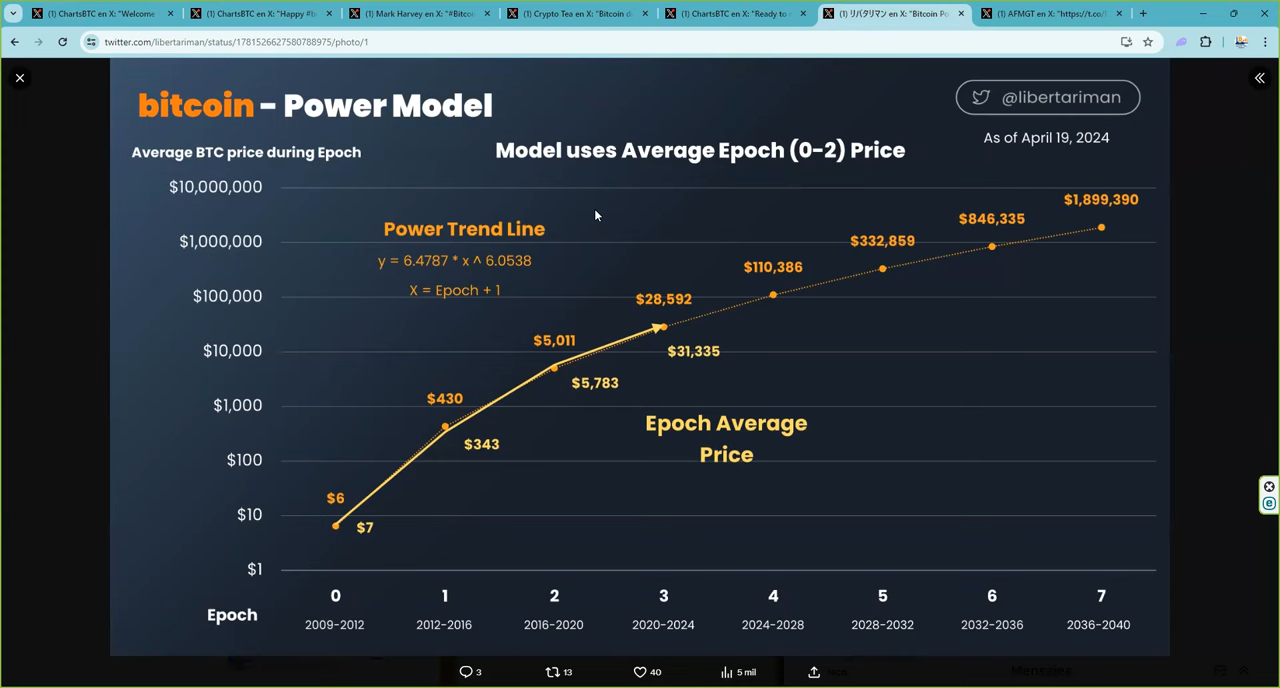 (1) ChartsBTC en X: "Welcome
(1) ChartsBTC en X: "Happy #b
(1) Mark Harvey en X: "#Bitco
(1) Crypto Tea en X: "Bitcoin d
(1) ChartsBTC en X: "Ready to
(1) リバタリマン en X: "Bitcoin Po
(1) AFMGT en X: "https://t.co/
twitter.com/libertariman/status/1781526627580788975/photo/1
bitcoin - Power Model
@libertariman
As of April 19, 2024
Average BTC price during Epoch
Model uses Average Epoch (0-2) Price
$10,000,000
$1,000,000
$100,000
$10,000
$1,000
$100
$10
$1
Power Trend Line
y = 6.4787 * x ^ 6.0538
X = Epoch + 1
$6
$430
$5,011
$28,592
$110,386
$332,859
$846,335
$1,899,390
$7
$343
$5,783
$31,335
Epoch Average
Price
Epoch
0 1 2 3 4 5 6 7
2009-2012 2012-2016 2016-2020 2020-2024 2024-2028 2028-2032 2032-2036 2036-2040
3 13 40 5 mil
Mensajes